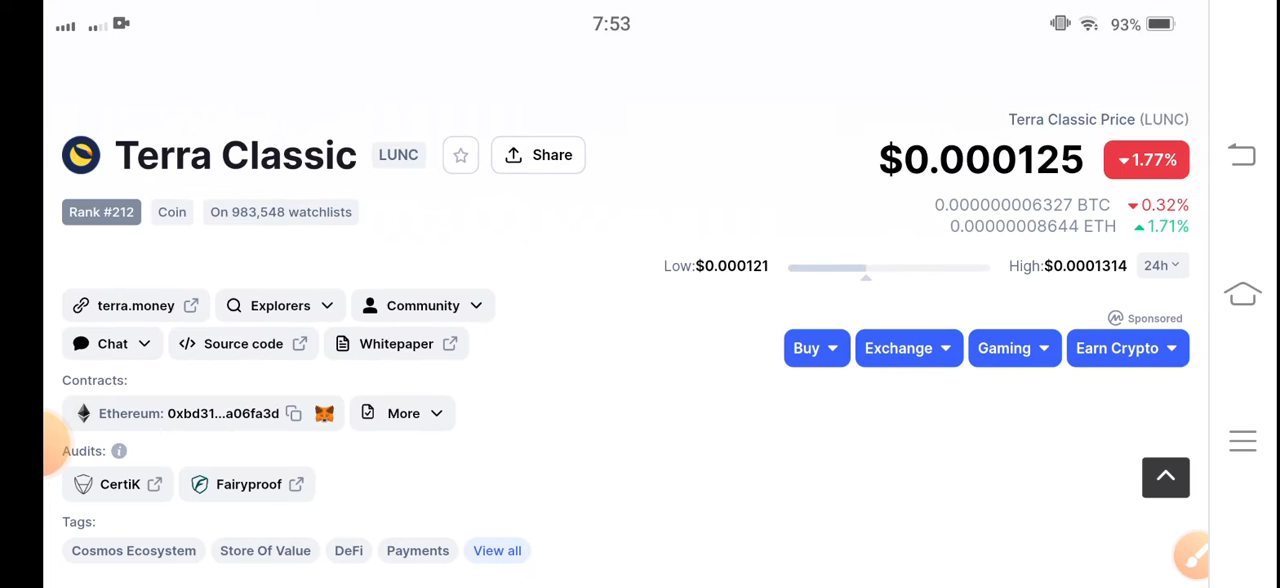 7:53
93%
Terra Classic LUNC Share
Terra Classic Price (LUNC)
$0.000125 1.77%
Rank #212 Coin On 983,548 watchlists
0.000000006327 BTC 0.32%
0.00000008644 ETH 1.71%
Low:$0.000121 High:$0.0001314 24h
terra.money Explorers Community
Sponsored
Chat Source code Whitepaper
Buy Exchange Gaming Earn Crypto
Contracts:
Ethereum: 0xbd31...a06fa3d More
Audits:
CertiK Fairyproof
Tags:
Cosmos Ecosystem Store Of Value DeFi Payments View all